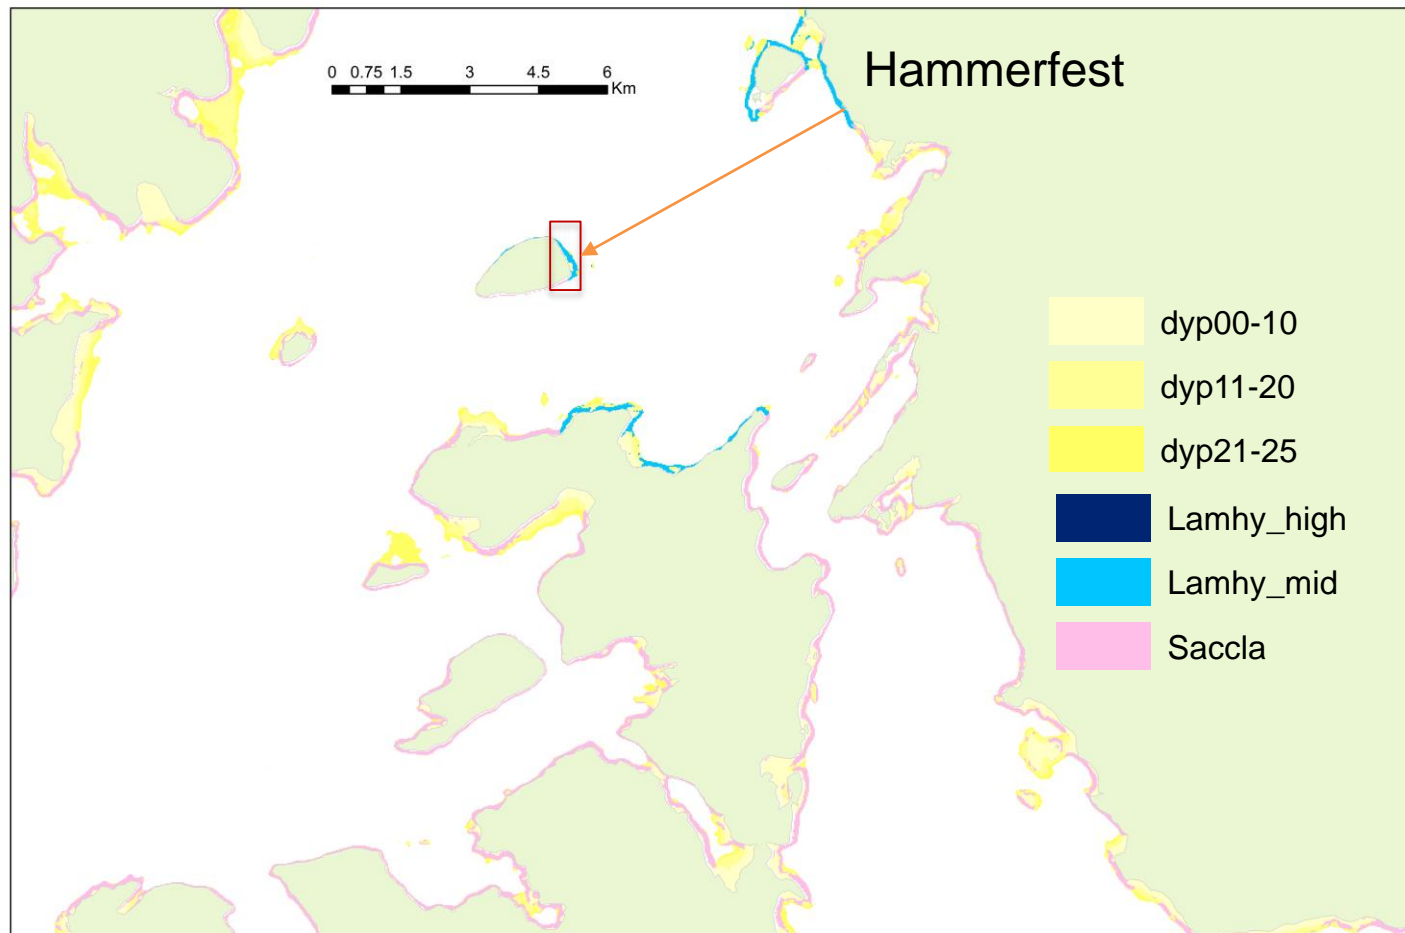 Hammerfest
0 0.75 1.5 3 4.5 6
Km
dyp00-10
dyp11-20
dyp21-25
Lamhy_high
Lamhy_mid
Saccla